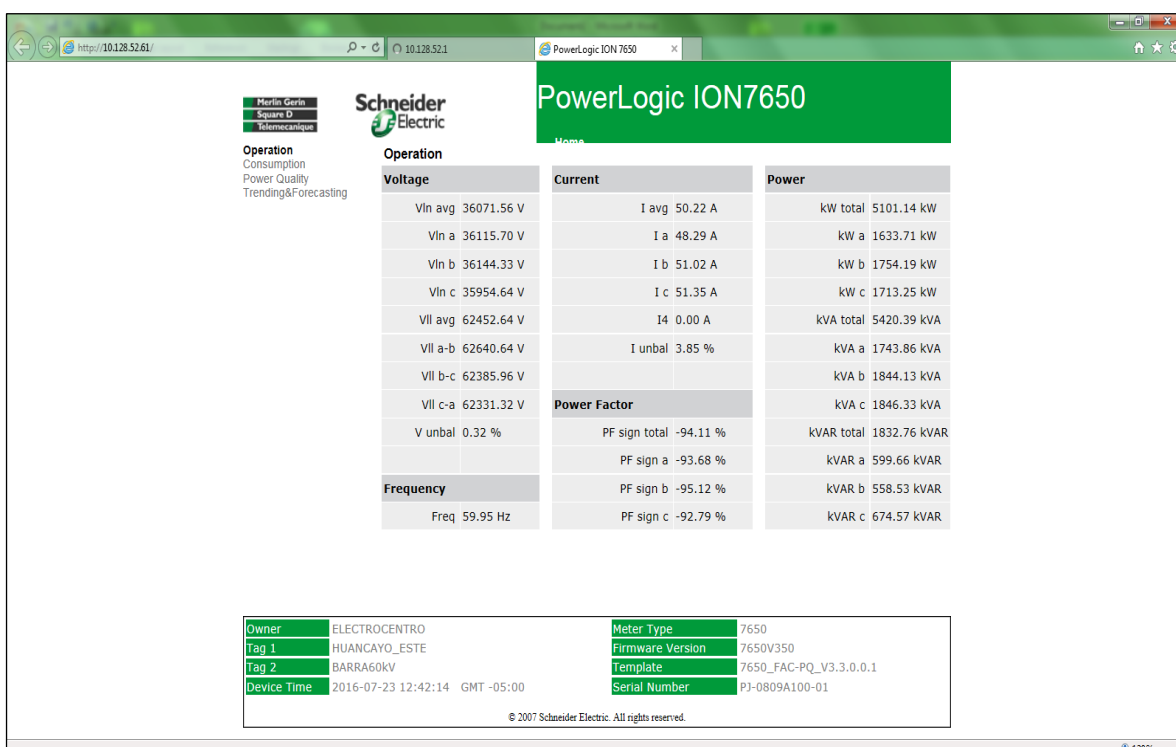 http://10.128.52.61/
10.128.52.1
PowerLogic ION 7650
Merlin Gerin
Square D
Telemecanique
Schneider
Electric
PowerLogic ION7650
Home
Operation
Consumption
Power Quality
Trending&Forecasting
Operation
Voltage
Vln avg 36071.56 V
Vln a 36115.70 V
Vln b 36144.33 V
Vln c 35954.64 V
Vll avg 62452.64 V
Vll a-b 62640.64 V
Vll b-c 62385.96 V
Vll c-a 62331.32 V
V unbal 0.32 %
Frequency
Freq 59.95 Hz
Current
I avg 50.22 A
I a 48.29 A
I b 51.02 A
I c 51.35 A
I4 0.00 A
I unbal 3.85 %
Power Factor
PF sign total -94.11 %
PF sign a -93.68 %
PF sign b -95.12 %
PF sign c -92.79 %
Power
kW total 5101.14 kW
kW a 1633.71 kW
kW b 1754.19 kW
kW c 1713.25 kW
kVA total 5420.39 kVA
kVA a 1743.86 kVA
kVA b 1844.13 kVA
kVA c 1846.33 kVA
kVAR total 1832.76 kVAR
kVAR a 599.66 kVAR
kVAR b 558.53 kVAR
kVAR c 674.57 kVAR
Owner ELECTROCENTRO
Tag 1 HUANCAYO_ESTE
Tag 2 BARRA60kV
Device Time 2016-07-23 12:42:14 GMT -05:00
Meter Type 7650
Firmware Version 7650V350
Template 7650_FAC-PQ_V3.3.0.0.1
Serial Number PJ-0809A100-01
© 2007 Schneider Electric. All rights reserved.